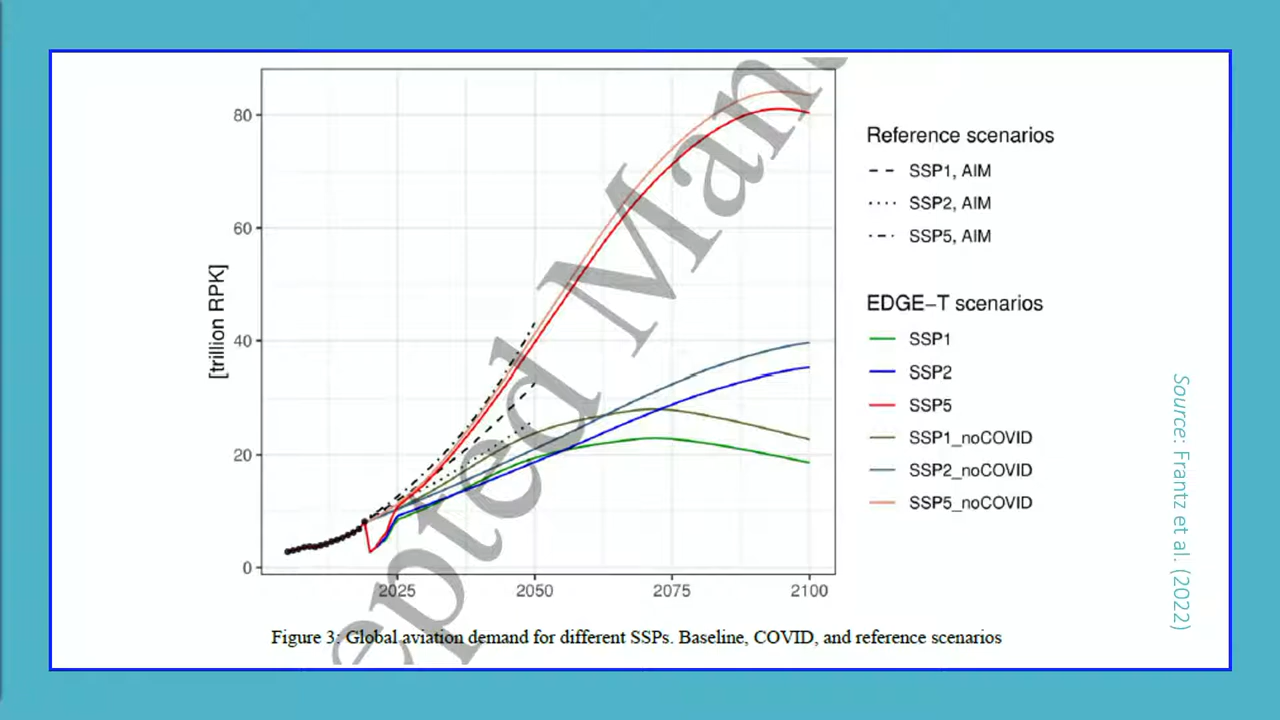 80
60
40
20
0
[trillion RPK]
2025
2050
2075
2100
Reference scenarios
SSP1, AIM
SSP2, AIM
SSP5, AIM
EDGE–T scenarios
SSP1
SSP2
SSP5
SSP1_noCOVID
SSP2_noCOVID
SSP5_noCOVID
epted Man
Figure 3: Global aviation demand for different SSPs. Baseline, COVID, and reference scenarios
Source: Frantz et al. (2022)